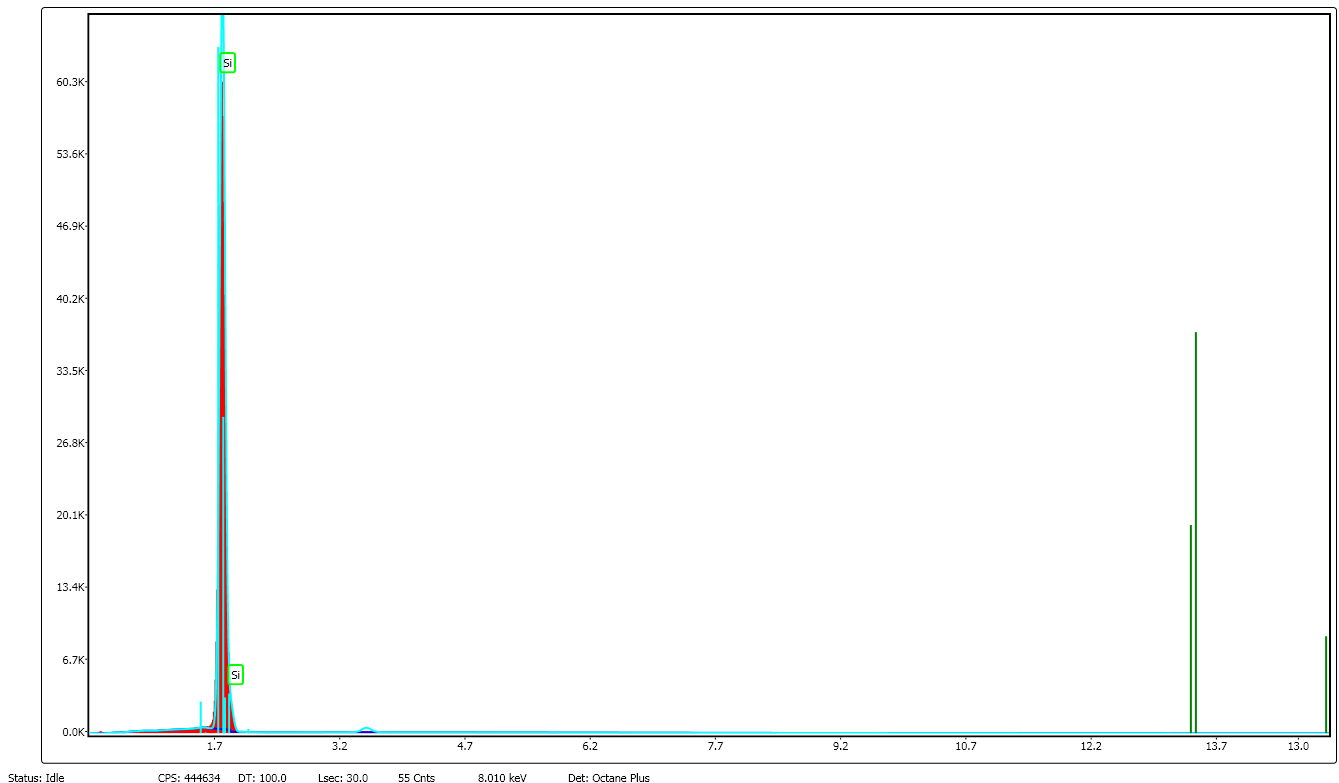 Si
60.3K
53.6K
46.9K
40.2K
33.5K
26.8K
20.1K
13.4K
6.7K
Si
0.0K
1.7 3.2 4.7 6.2 7.7 9.2 10.7 12.2 13.7 13.0
Status: Idle CPS: 444634 DT: 100.0 Lsec: 30.0 55 Cnts 8.010 keV Det: Octane Plus